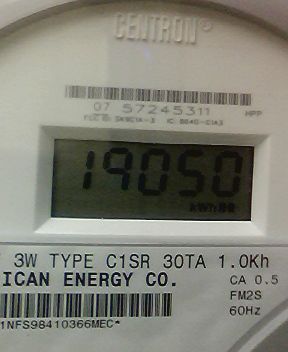 CENTRON®
07 57245311 HPP
19050
kWh
3W TYPE C1SR 30TA 1.0Kh
ICAN ENERGY CO. CA 0.5
FM2S
60Hz
1NFS98410366MEC*